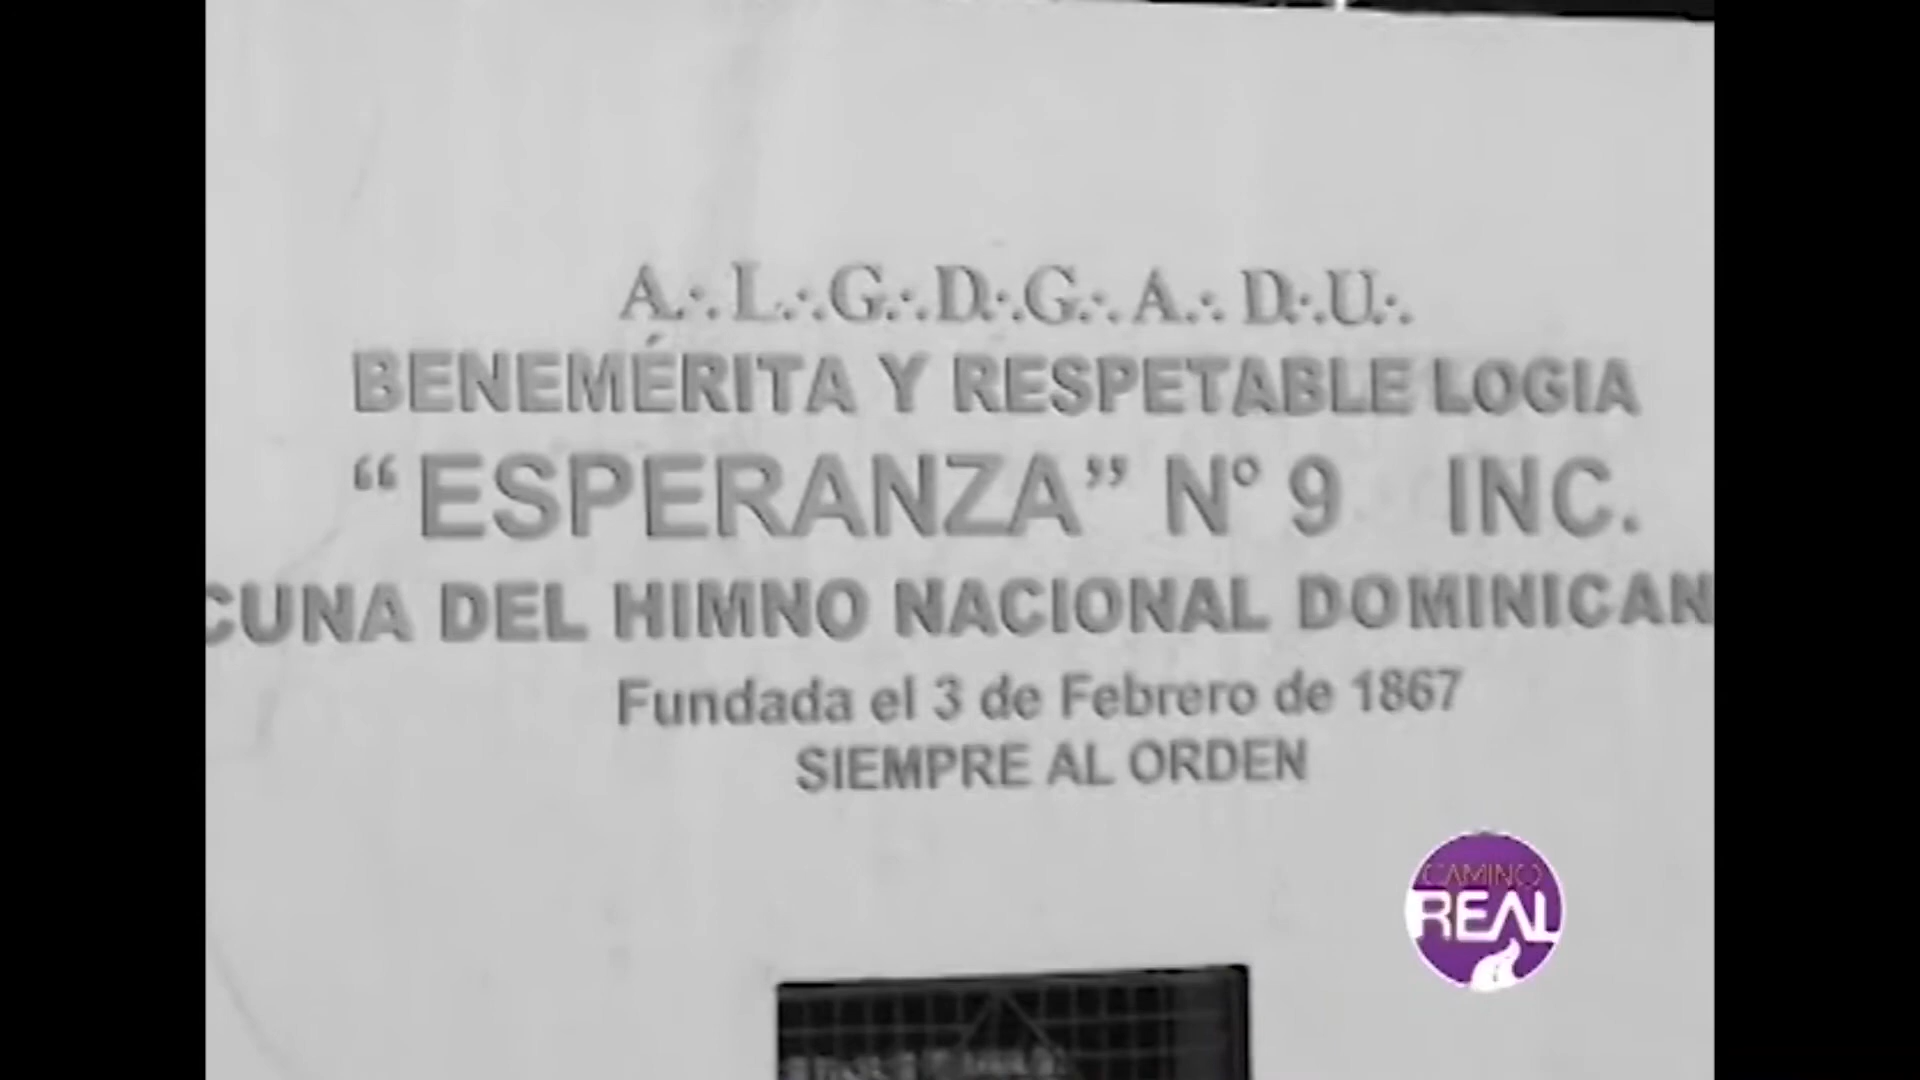 A∴L∴G∴D∴G∴A∴D∴U∴
BENEMÉRITA Y RESPETABLE LOGIA
“ESPERANZA” N° 9 INC.
CUNA DEL HIMNO NACIONAL DOMINICAN
Fundada el 3 de Febrero de 1867
SIEMPRE AL ORDEN
CAMINO
REAL